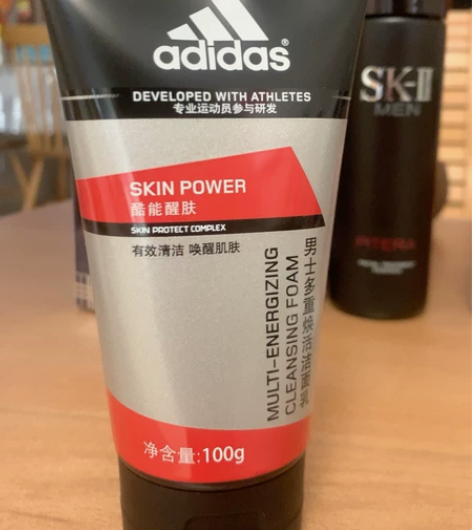 adidas®
DEVELOPED WITH ATHLETES
专业运动员参与研发
SKIN POWER
酷能醒肤
SKIN PROTECT COMPLEX
有效清洁 唤醒肌肤
MULTI-ENERGIZING
CLEANSING FOAM
男士多重焕活洁面乳
净含量:100g
SK-II
MEN
PITERA